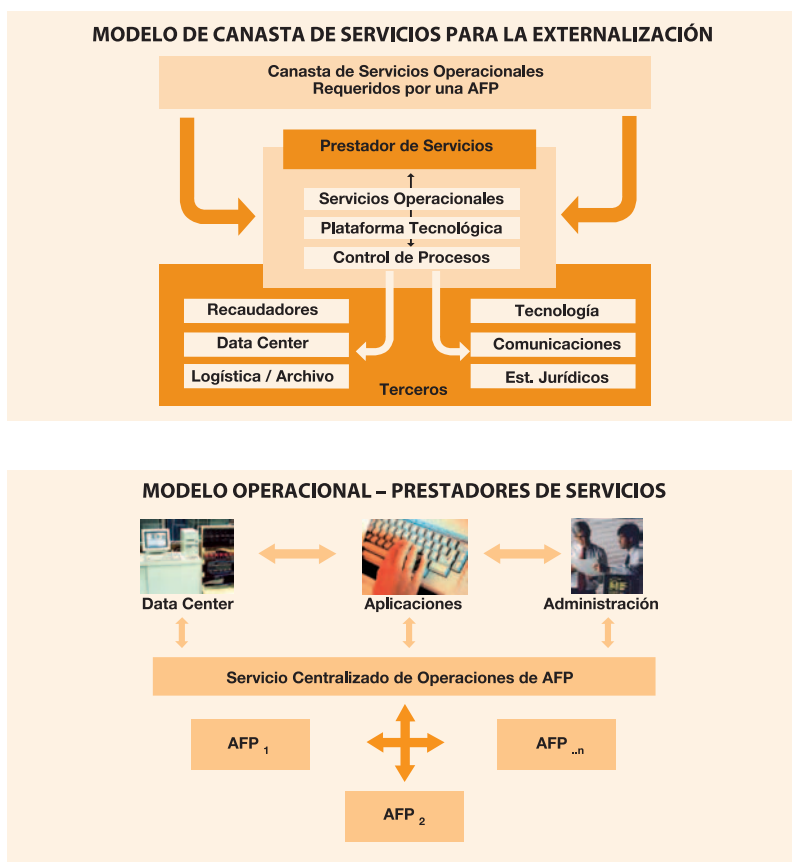 MODELO DE CANASTA DE SERVICIOS PARA LA EXTERNALIZACIÓN
Canasta de Servicios Operacionales
Requeridos por una AFP
Prestador de Servicios
Servicios Operacionales
Plataforma Tecnológica
Control de Procesos
Recaudadores
Data Center
Logística / Archivo
Tecnología
Comunicaciones
Est. Jurídicos
Terceros
MODELO OPERACIONAL – PRESTADORES DE SERVICIOS
Data Center
Aplicaciones
Administración
Servicio Centralizado de Operaciones de AFP
AFP 1
AFP ..n
AFP 2